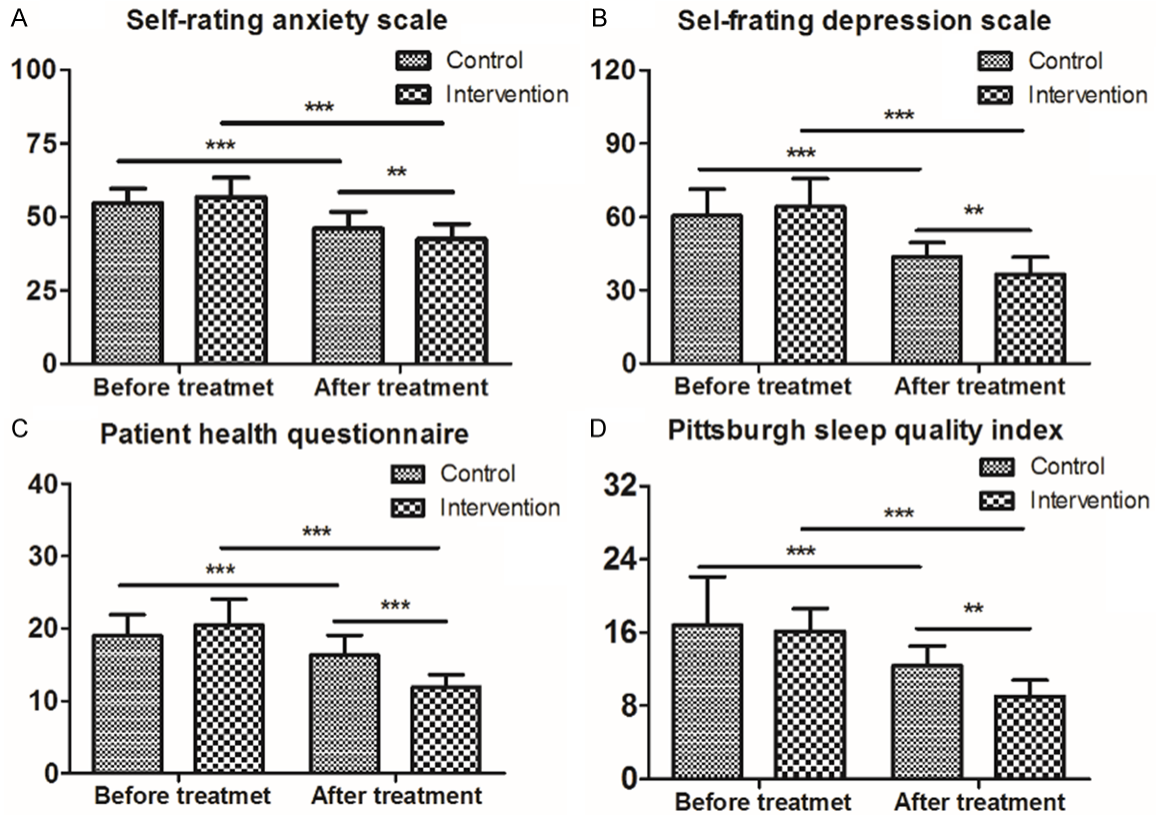 A
Self-rating anxiety scale
Control
Intervention
100
75
50
25
0
***
***
**
Before treatmet
After treatment
B
Sel-frating depression scale
Control
Intervention
120
90
60
30
0
***
***
**
Before treatmet
After treatment
C
Patient health questionnaire
Control
Intervention
40
30
20
10
0
***
***
***
Before treatmet
After treatment
D
Pittsburgh sleep quality index
Control
Intervention
32
24
16
8
0
***
***
**
Before treatmet
After treatment